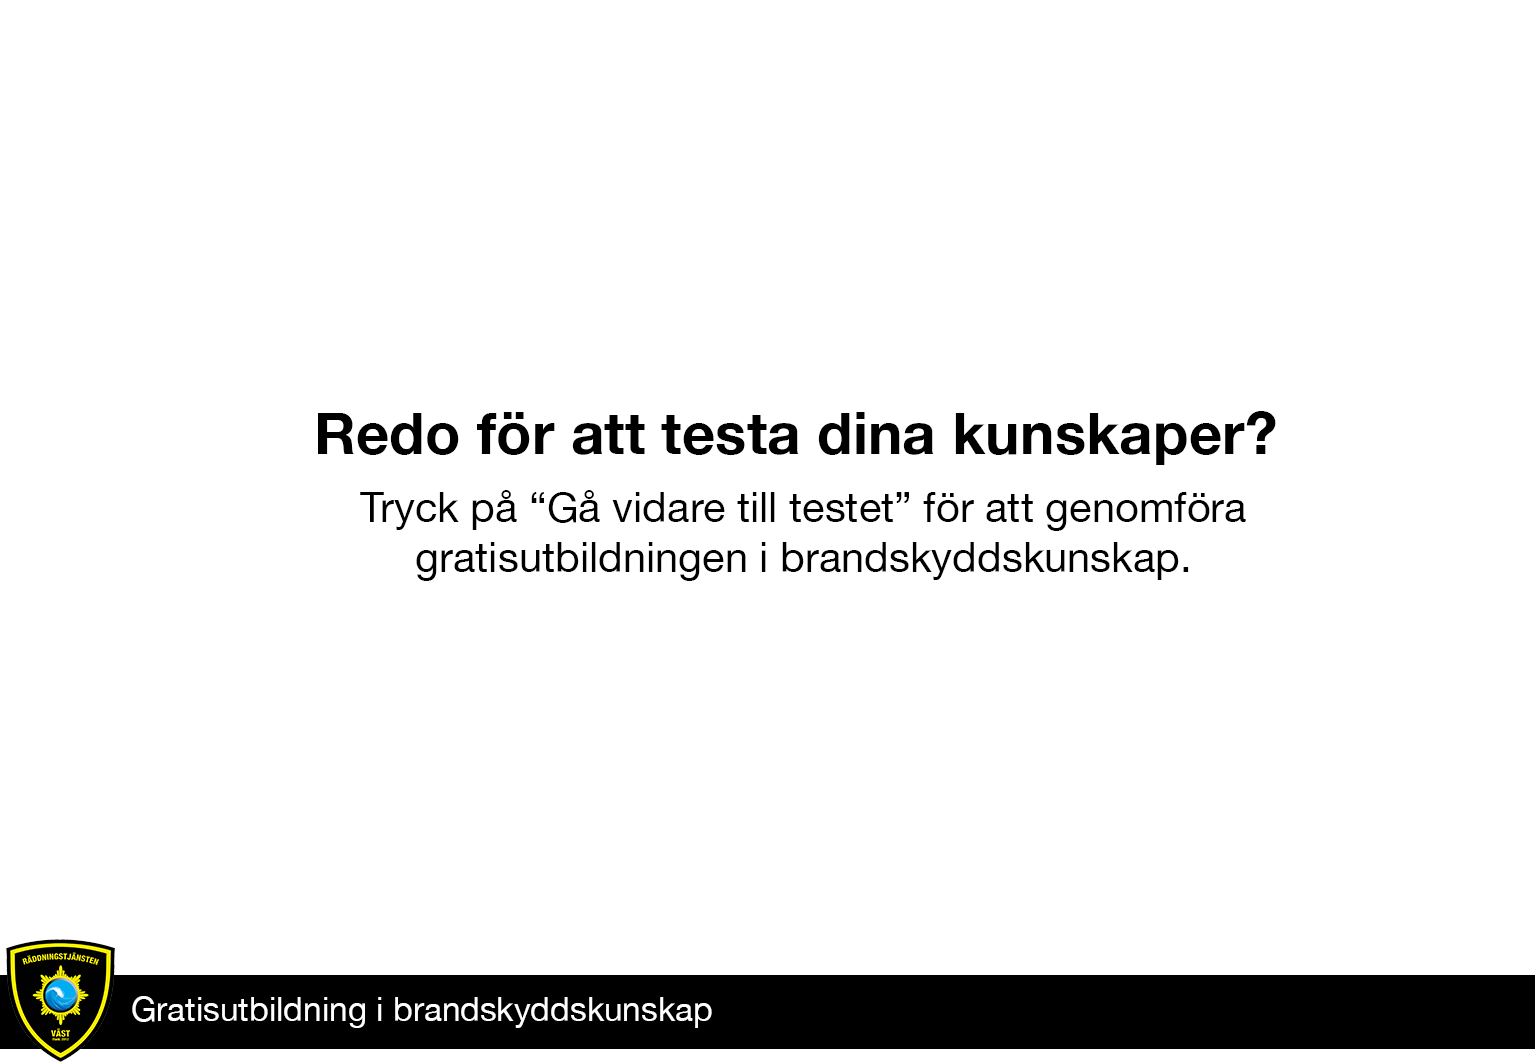 Redo för att testa dina kunskaper?
Tryck på “Gå vidare till testet” för att genomföra
gratisutbildningen i brandskyddskunskap.
RÄDDNINGSTJÄNSTEN
VÄST
Gratisutbildning i brandskyddskunskap